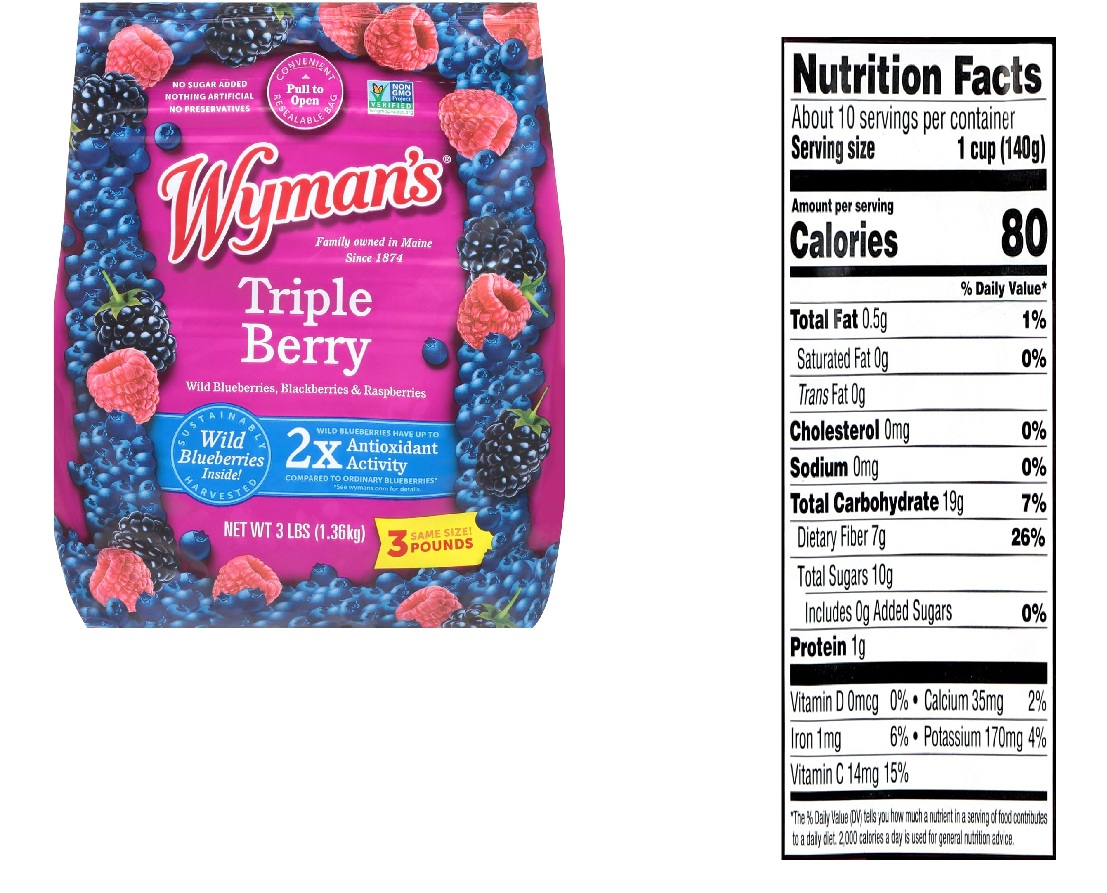 NO SUGAR ADDED
NOTHING ARTIFICIAL
NO PRESERVATIVES
CONVENIENT
Pull to
Open
RESEALABLE BAG
NON
GMO
Project
VERIFIED
Wyman's®
Family owned in Maine
Since 1874
Triple
Berry
Wild Blueberries, Blackberries & Raspberries
SUSTAINABLY
Wild
Blueberries
Inside!
HARVESTED
WILD BLUEBERRIES HAVE UP TO
2x Antioxidant
Activity
COMPARED TO ORDINARY BLUEBERRIES*
*See wymans.com for details.
NET WT 3 LBS (1.36kg)
3 SAME SIZE!
POUNDS
Nutrition Facts
About 10 servings per container
Serving size 1 cup (140g)
Amount per serving
Calories 80
% Daily Value*
Total Fat 0.5g 1%
Saturated Fat 0g 0%
Trans Fat 0g
Cholesterol 0mg 0%
Sodium 0mg 0%
Total Carbohydrate 19g 7%
Dietary Fiber 7g 26%
Total Sugars 10g
Includes 0g Added Sugars 0%
Protein 1g
Vitamin D 0mcg 0% • Calcium 35mg 2%
Iron 1mg 6% • Potassium 170mg 4%
Vitamin C 14mg 15%
*The % Daily Value (DV) tells you how much a nutrient in a serving of food contributes
to a daily diet. 2,000 calories a day is used for general nutrition advice.